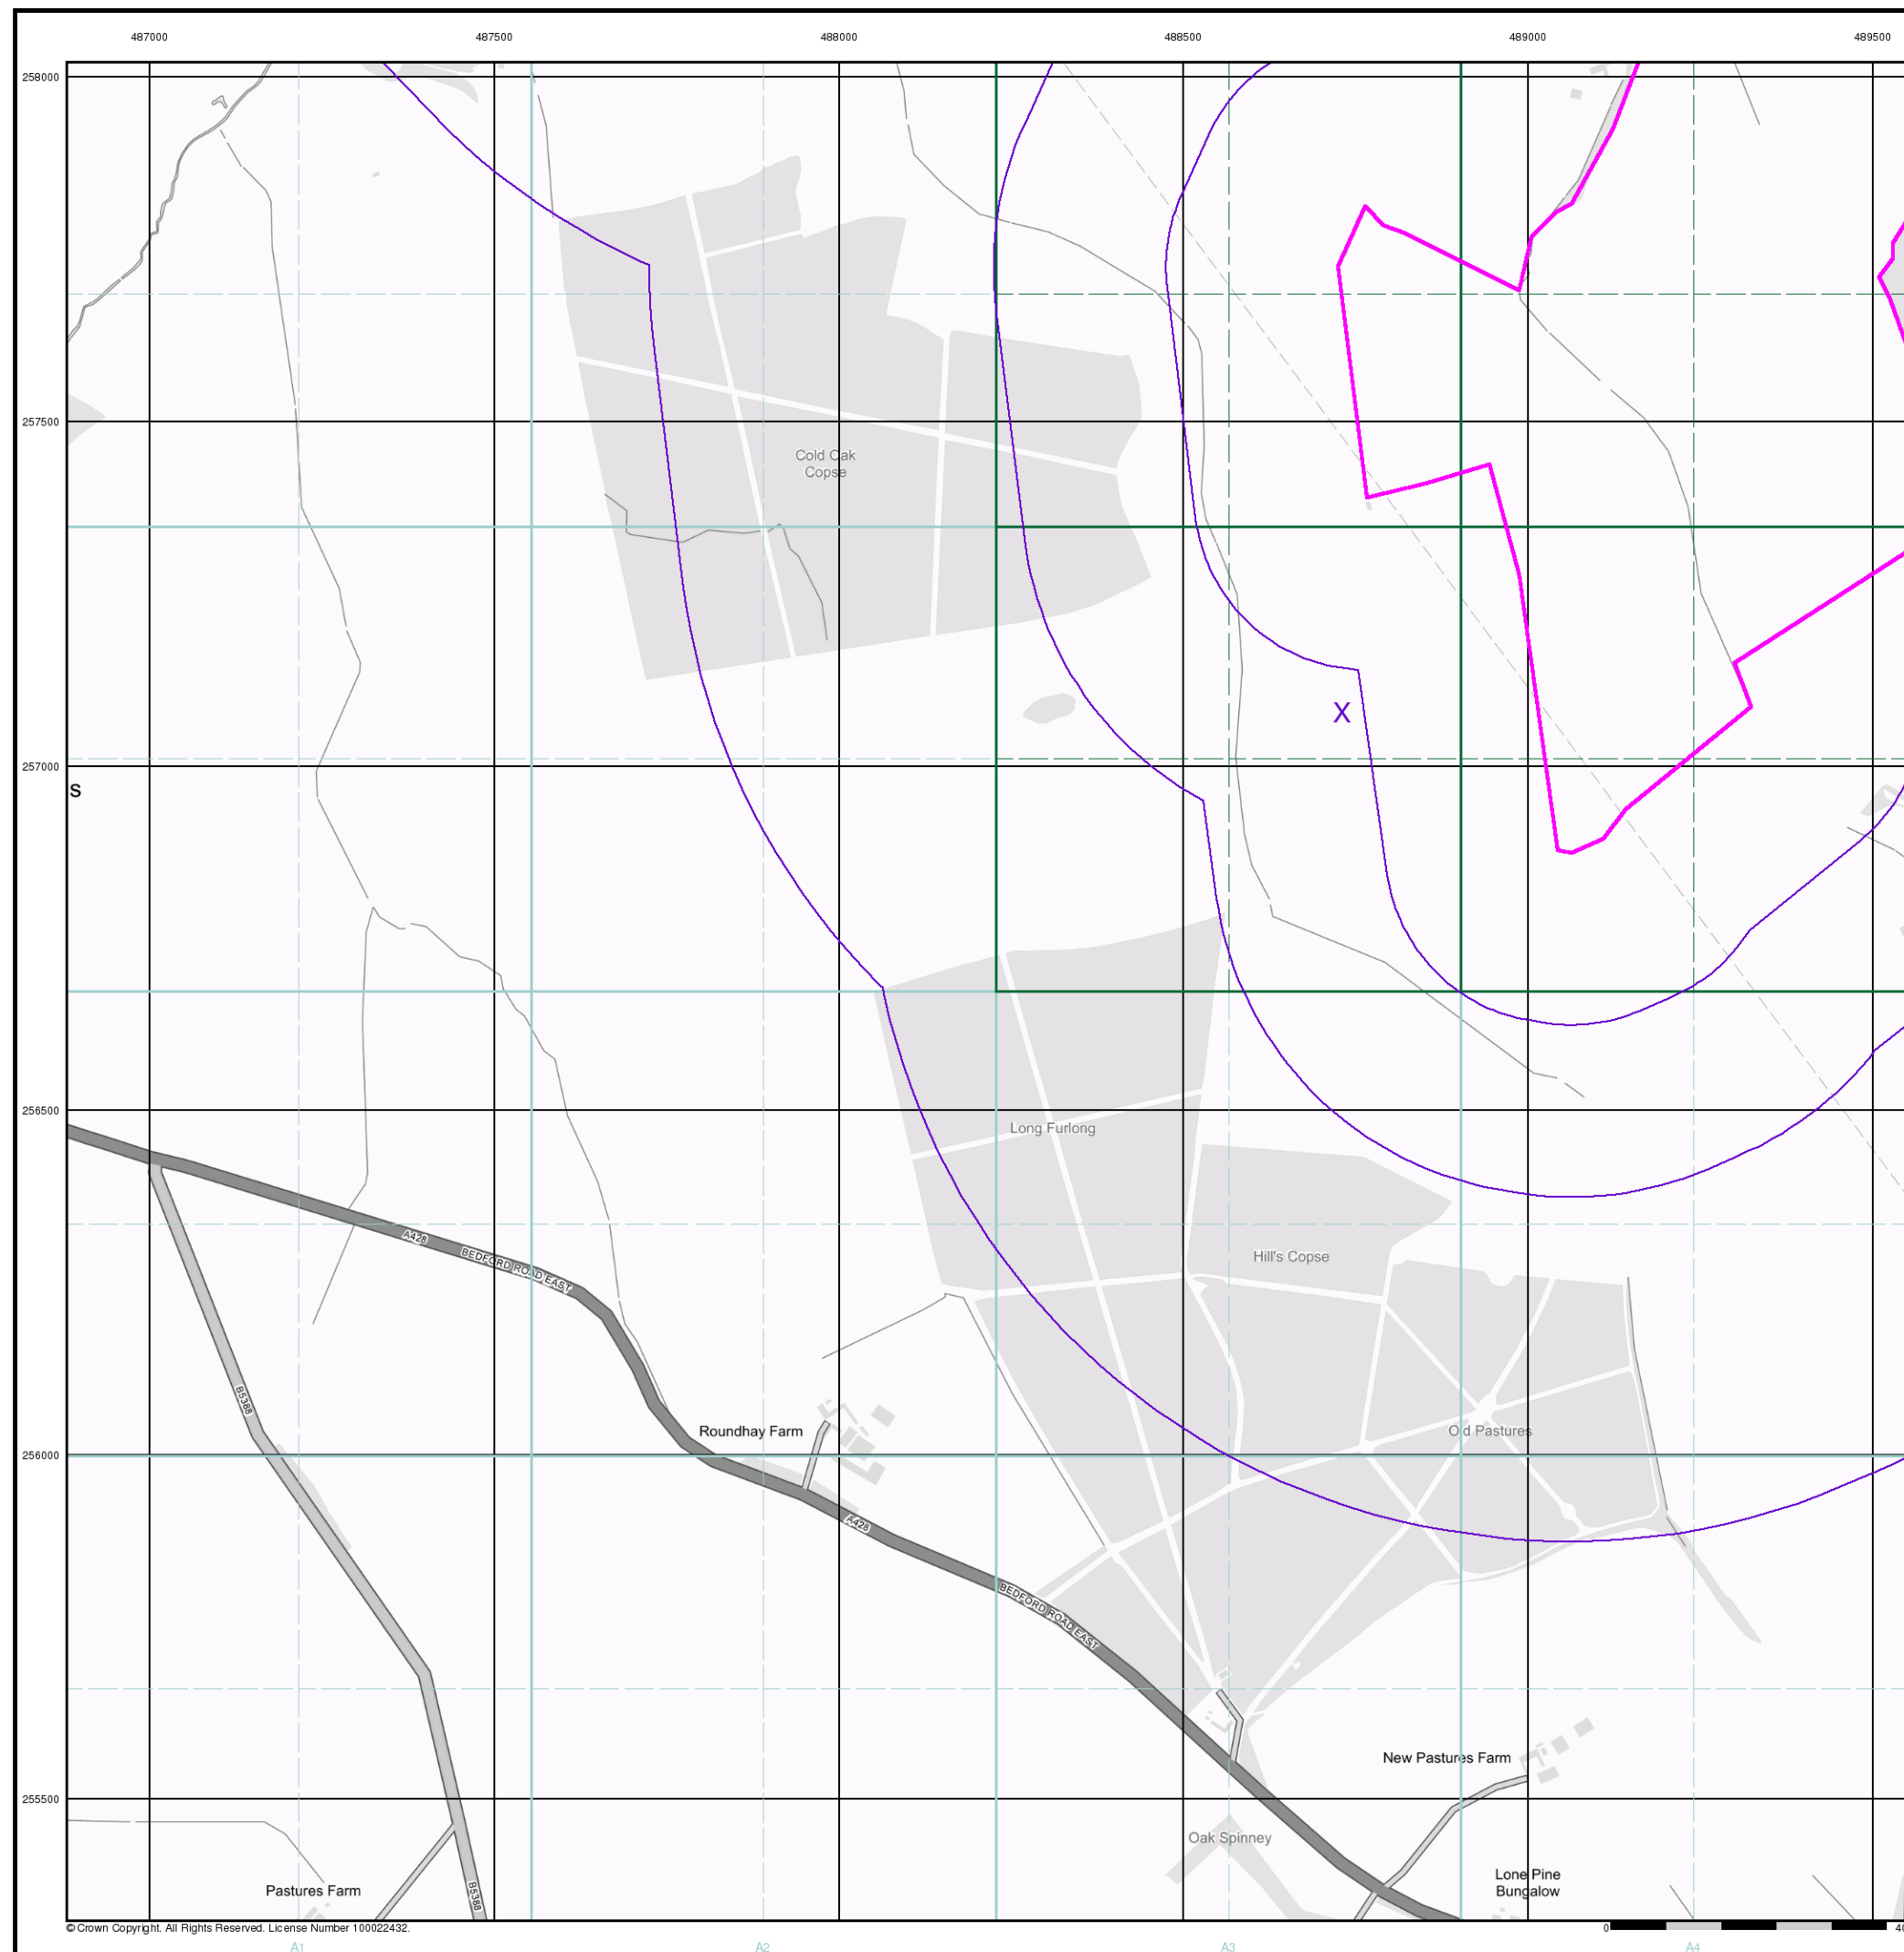 487000
487500
488000
488500
489000
489500
258000
257500
Cold Oak
Copse
X
257000
S
256500
Long Furlong
A428
BEDFORD ROAD EAST
Hill's Copse
B5388
Roundhay Farm
Old Pastures
256000
A428
BEDFORD ROAD EAST
New Pastures Farm
255500
Oak Spinney
Lone Pine
Bungalow
Pastures Farm
B5388
© Crown Copyright. All Rights Reserved. License Number 100022432.
0
A1
A2
A3
A4